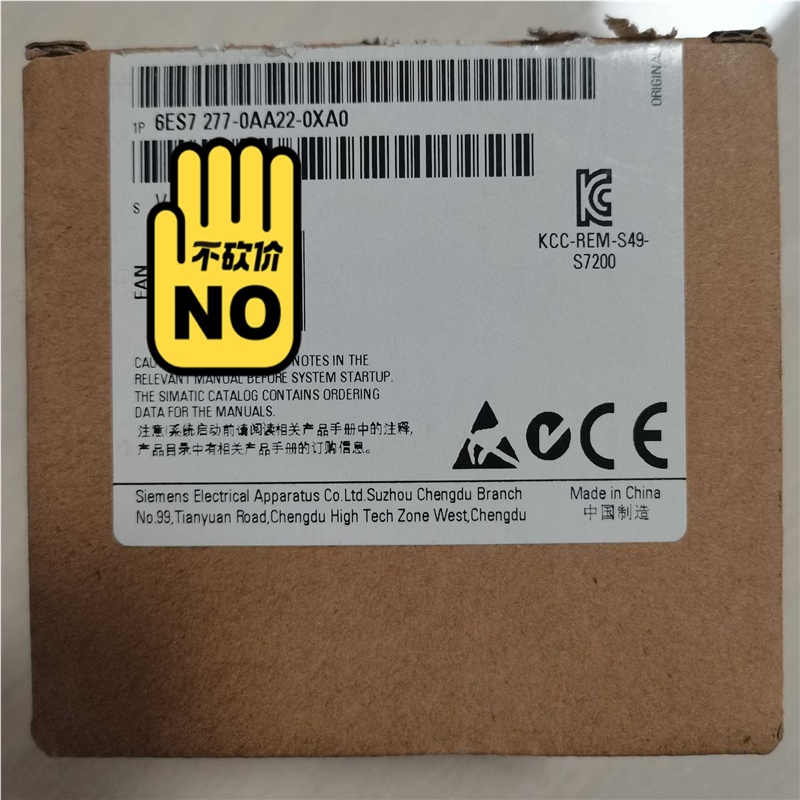 1P 6ES7 277-0AA22-0XA0
ORIGINA
S V
不砍价
NO
EAN
KCC-REM-S49-
S7200
CAU NOTES IN THE
RELEVANT MANUAL BEFORE SYSTEM STARTUP.
THE SIMATIC CATALOG CONTAINS ORDERING
DATA FOR THE MANUALS.
注意!系统启动前请阅读相关产品手册中的注释,
产品目录中有相关产品手册的订购信息。
CE
Siemens Electrical Apparatus Co.Ltd.Suzhou Chengdu Branch
No.99,Tianyuan Road,Chengdu High Tech Zone West,Chengdu
Made in China
中国制造